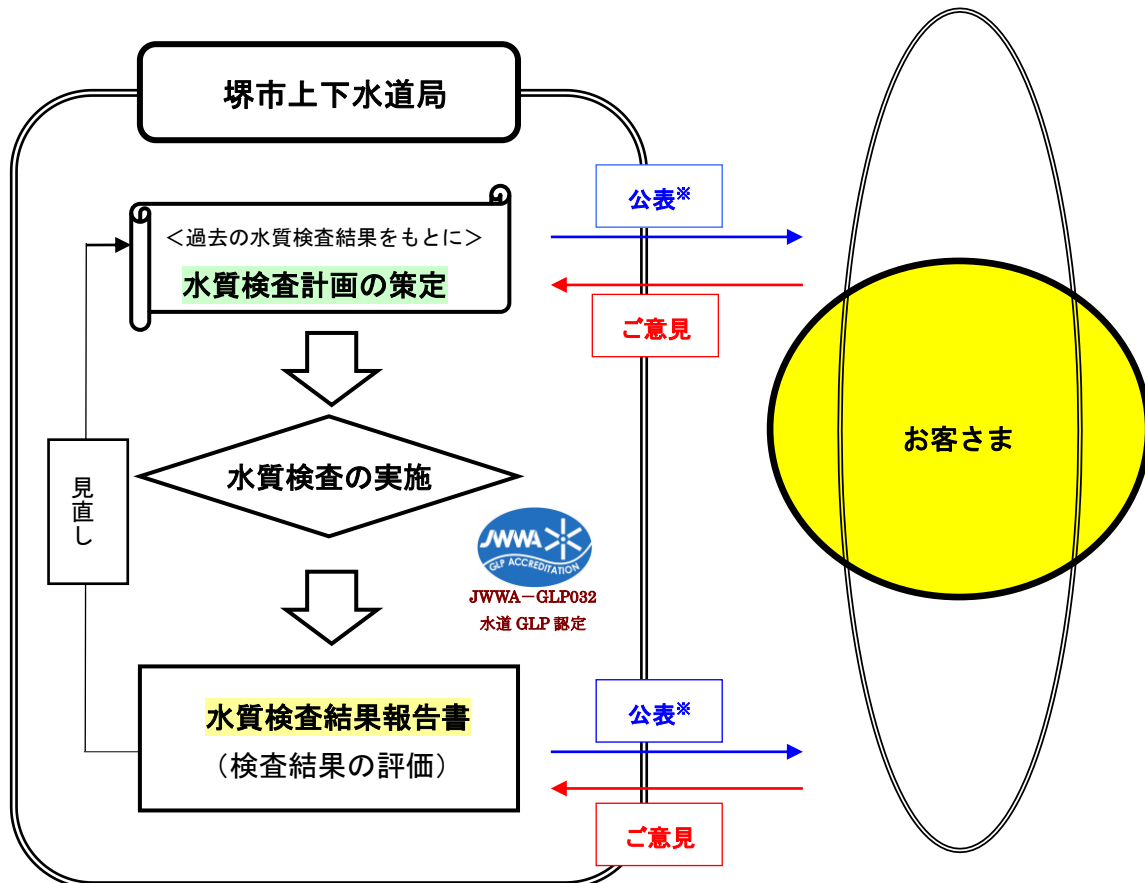 堺市上下水道局
＜過去の水質検査結果をもとに＞
水質検査計画の策定
公表※
ご意見
お客さま
水質検査の実施
見直し
JWWA
GLP ACCREDITATION
JWWA－GLP032
水道 GLP 認定
水質検査結果報告書
（検査結果の評価）
公表※
ご意見